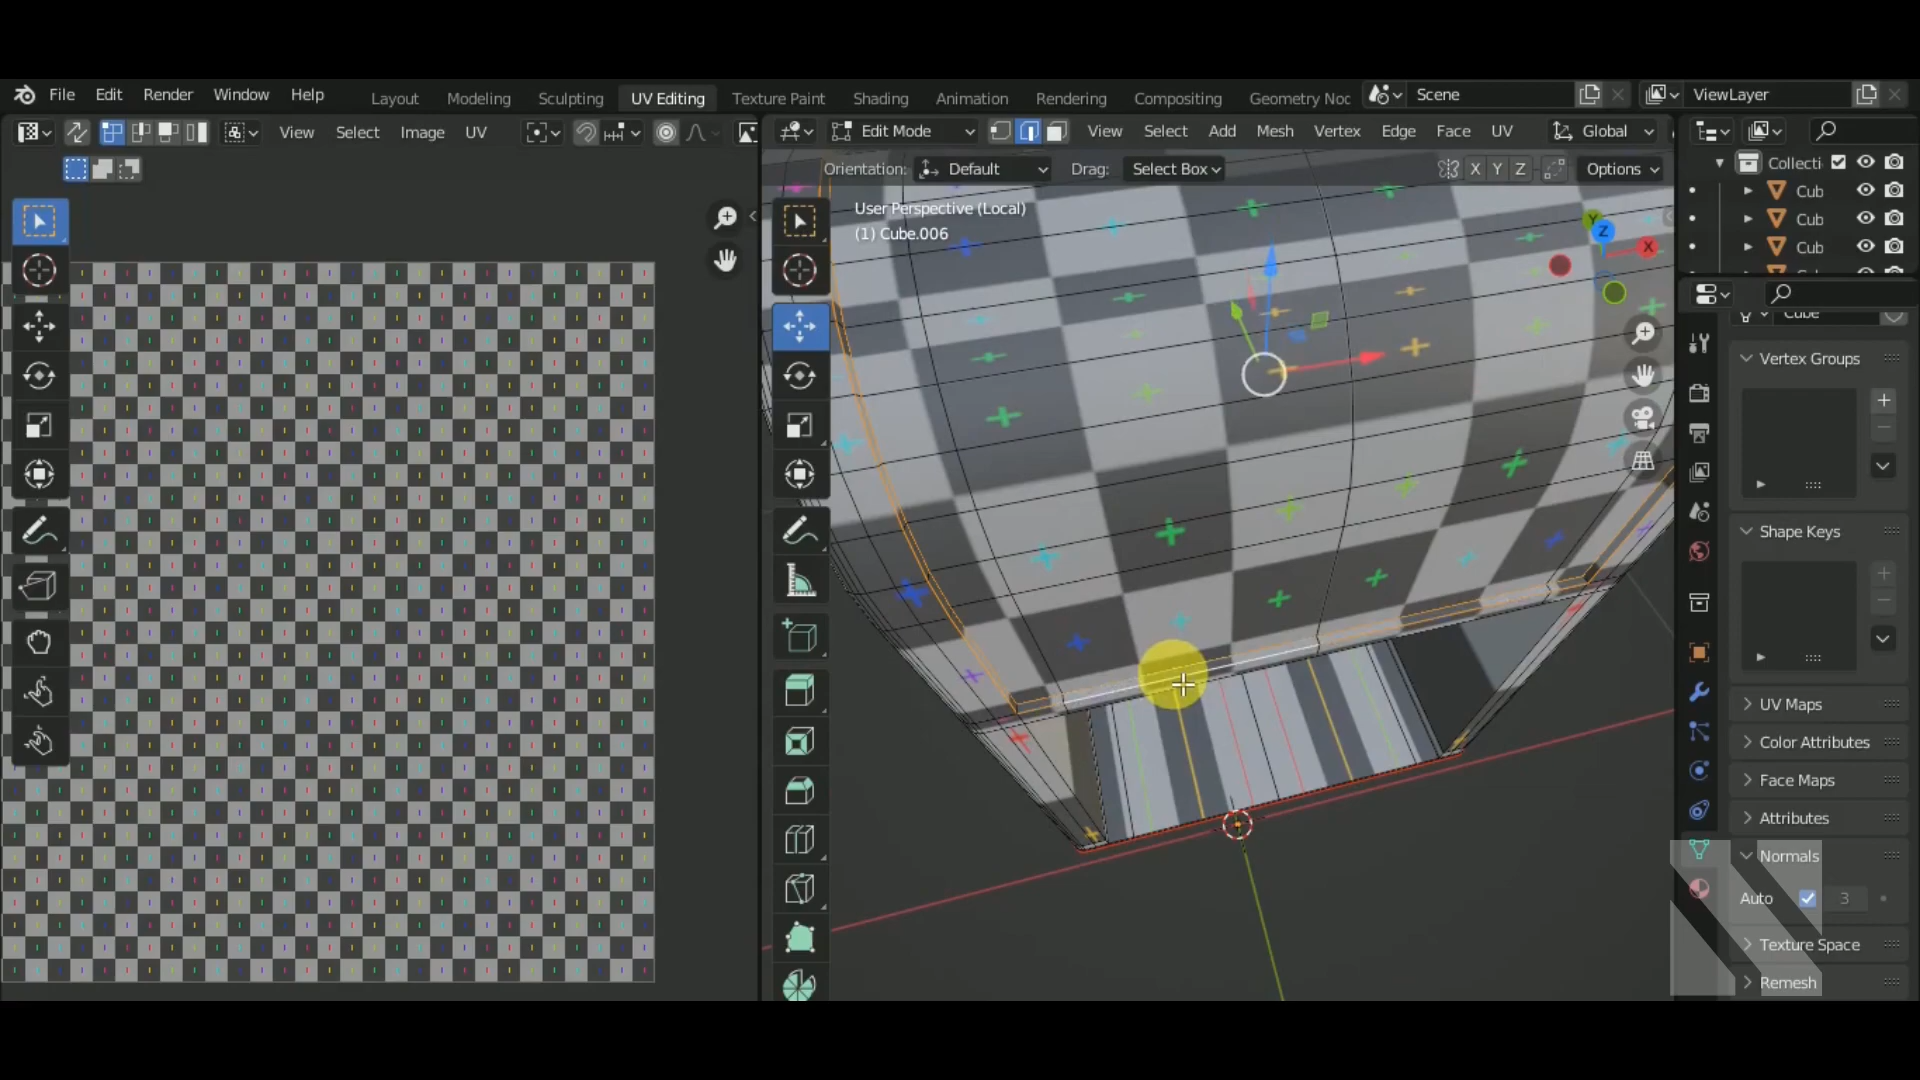 File Edit Render Window Help Layout Modeling Sculpting UV Editing Texture Paint Shading Animation Rendering Compositing Geometry Noc Scene ViewLayer
View Select Image UV Edit Mode View Select Add Mesh Vertex Edge Face UV Global
Orientation: Default Drag: Select Box X Y Z Options
Collecti
User Perspective (Local)
(1) Cube.006
Cub
Cub
Cub
Y
Z
X
Cube
Vertex Groups
Shape Keys
UV Maps
Color Attributes
Face Maps
Attributes
Normals
Auto 3
Texture Space
Remesh